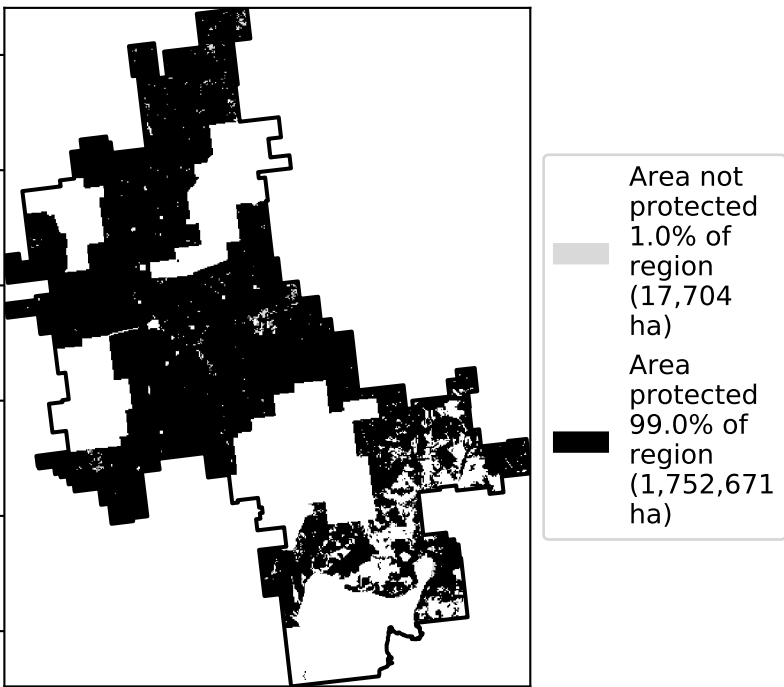 Area not
protected
1.0% of
region
(17,704
ha)
Area
protected
99.0% of
region
(1,752,671
ha)